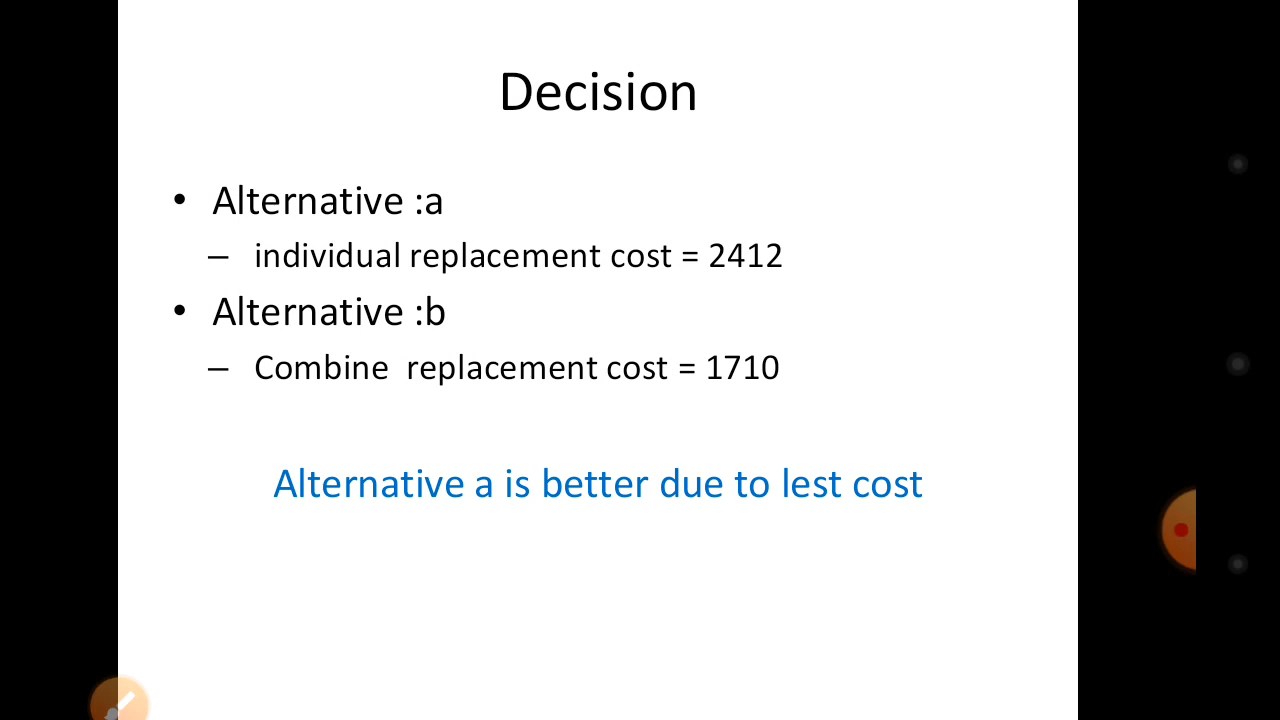 Decision
• Alternative :a
– individual replacement cost = 2412
• Alternative :b
– Combine replacement cost = 1710
Alternative a is better due to lest cost